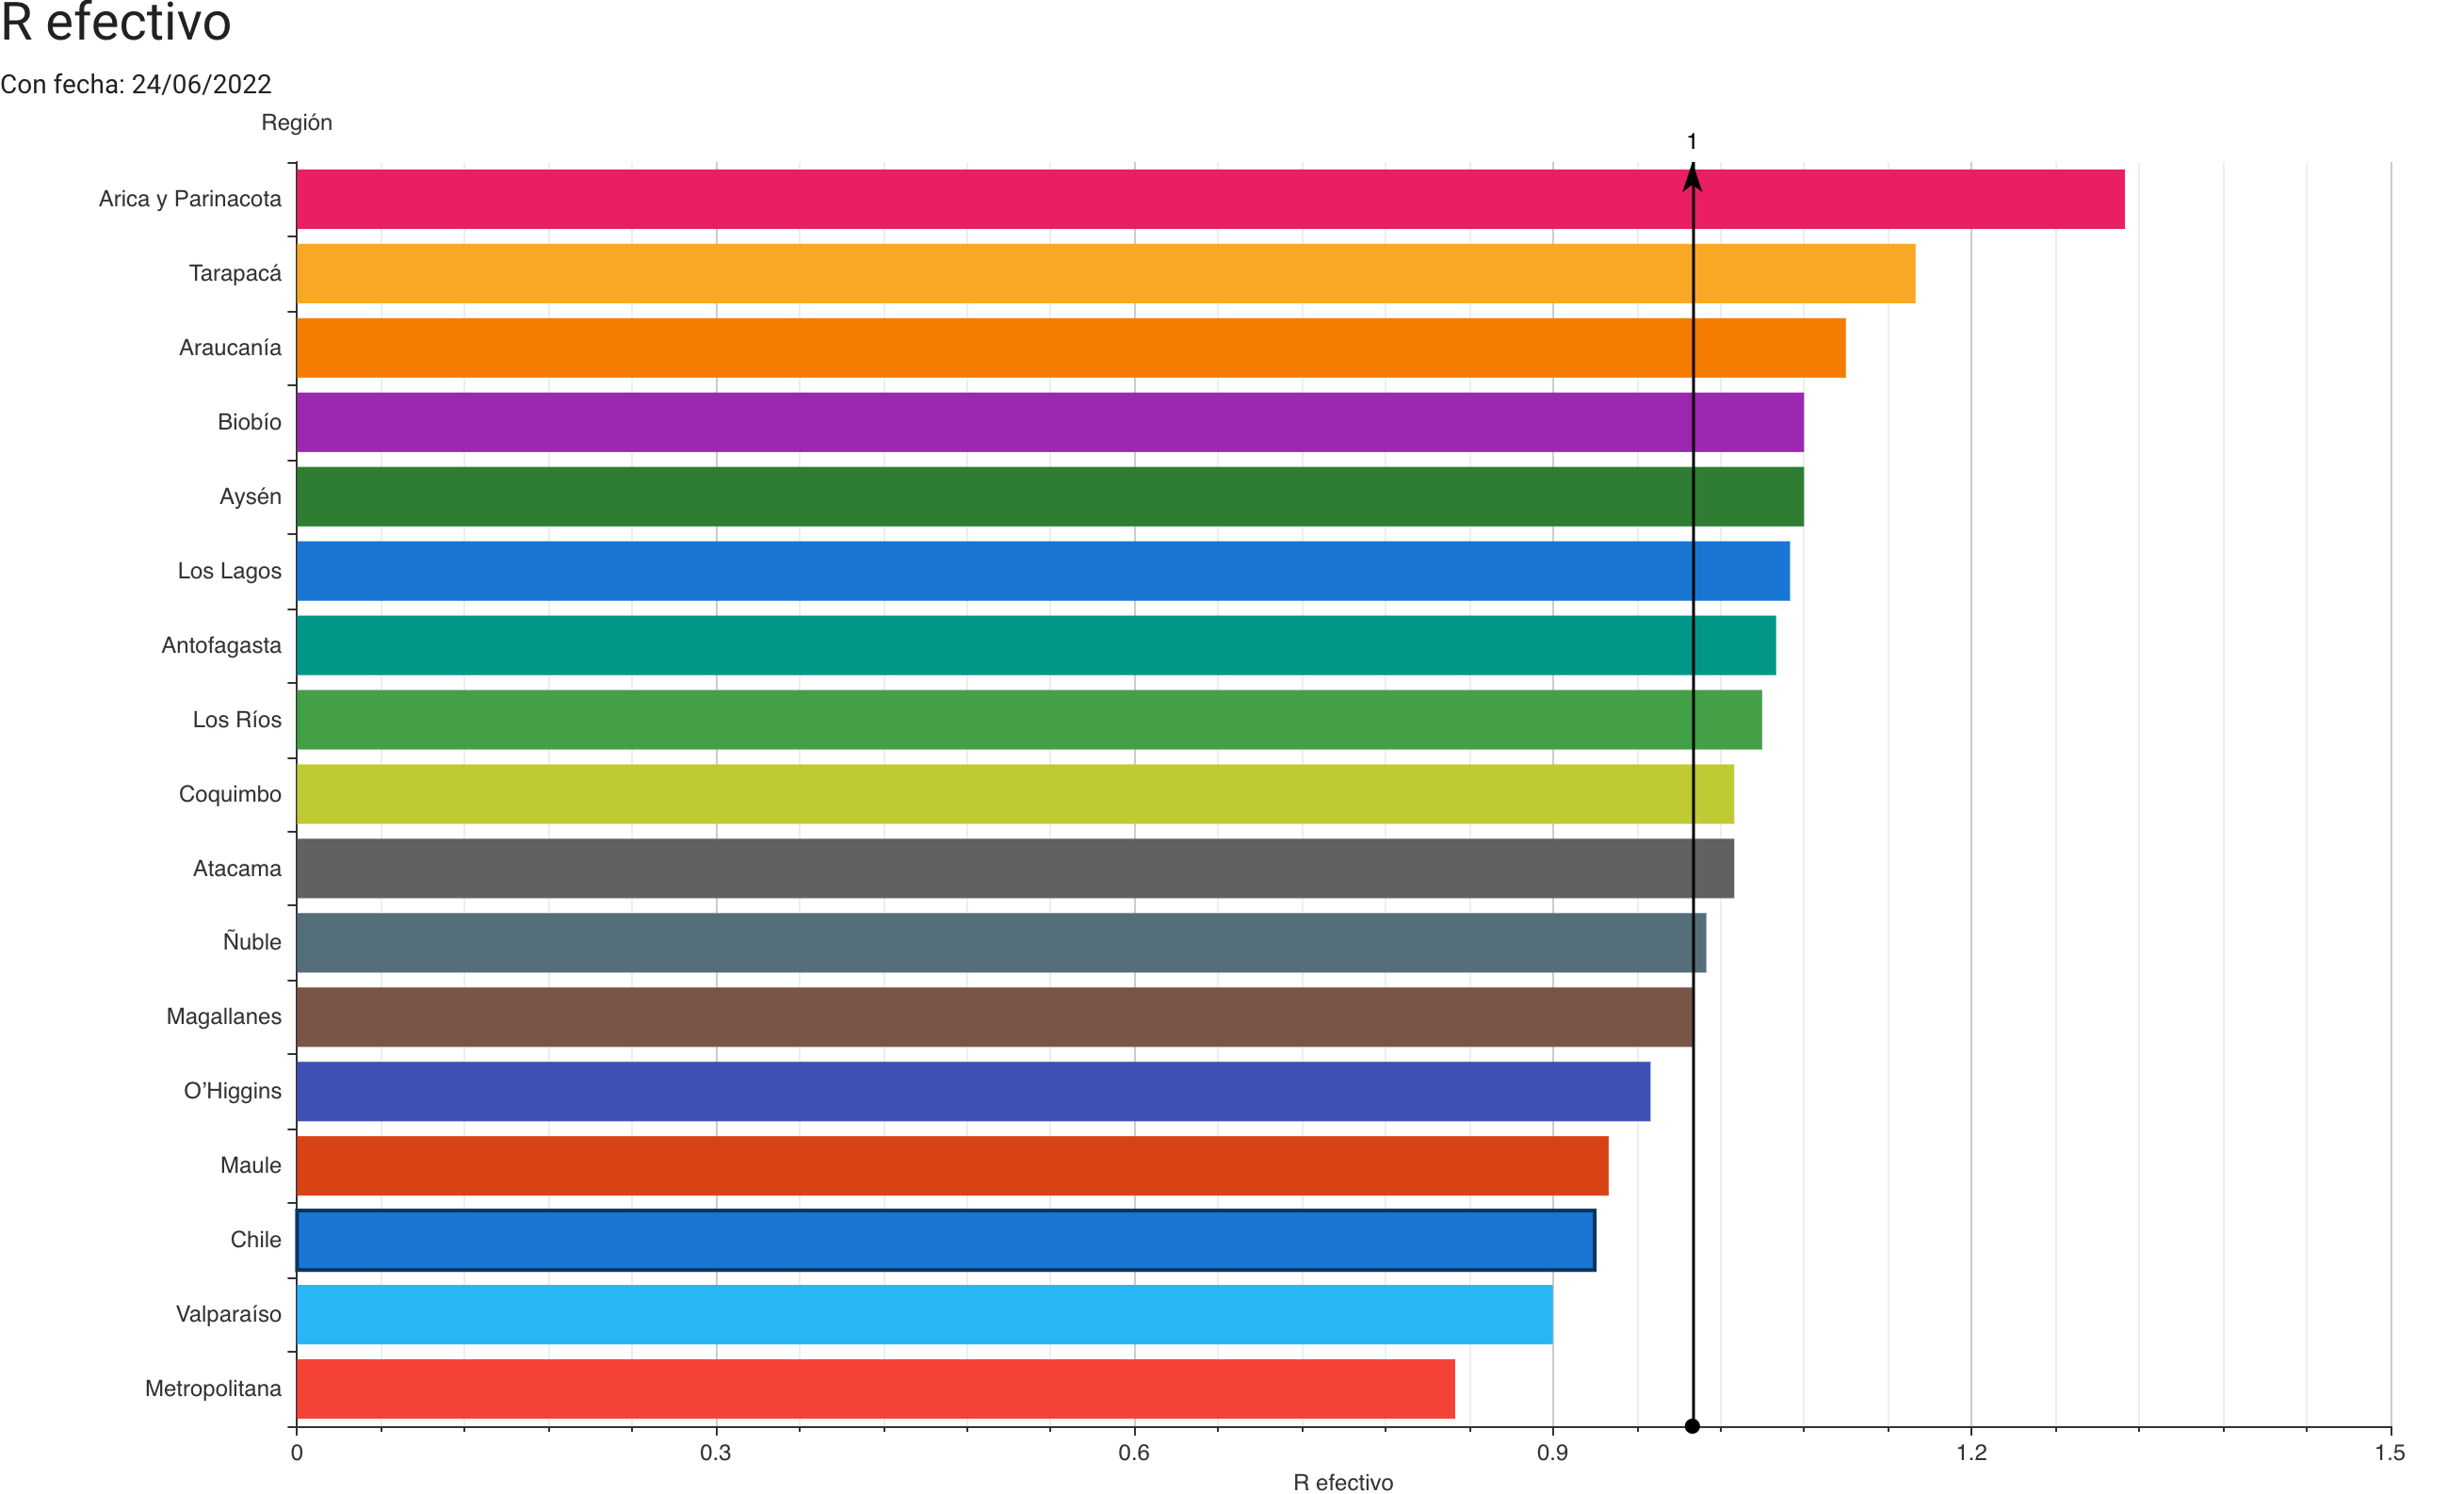 R efectivo
Con fecha: 24/06/2022
Región
1
Arica y Parinacota
Tarapacá
Araucanía
Biobío
Aysén
Los Lagos
Antofagasta
Los Ríos
Coquimbo
Atacama
Ñuble
Magallanes
O’Higgins
Maule
Chile
Valparaíso
Metropolitana
0 0.3 0.6 0.9 1.2 1.5
R efectivo